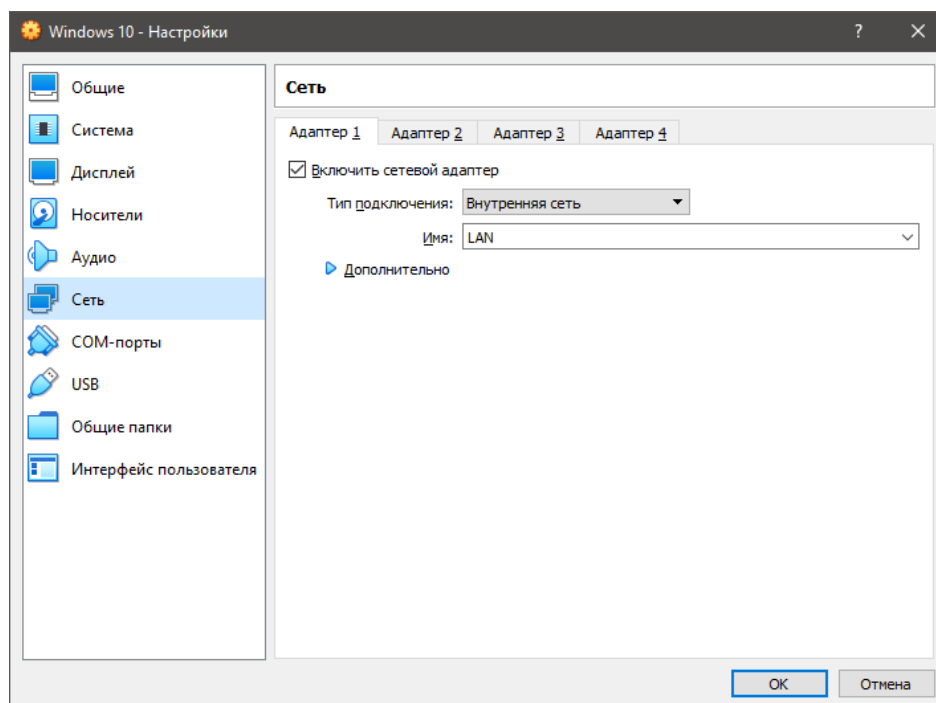 Windows 10 - Настройки
?
Общие
Система
Дисплей
Носители
Аудио
Сеть
COM-порты
USB
Общие папки
Интерфейс пользователя
Сеть
Адаптер 1 Адаптер 2 Адаптер 3 Адаптер 4
Включить сетевой адаптер
Тип подключения: Внутренняя сеть
Имя: LAN
Дополнительно
OK Отмена